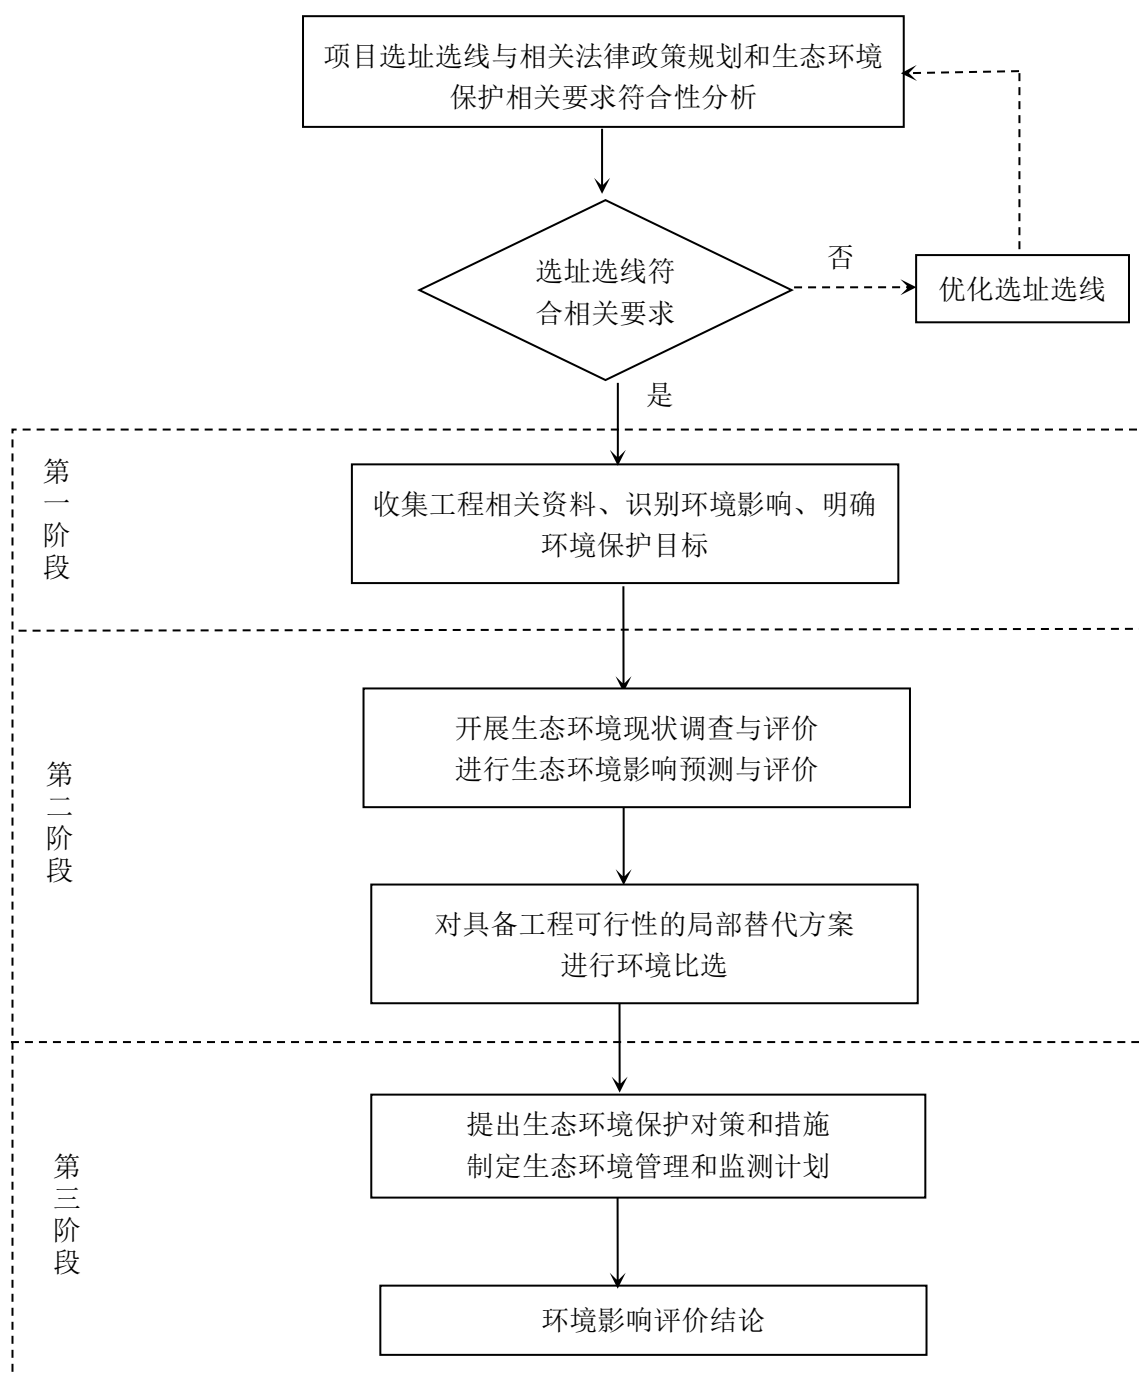 项目选址选线与相关法律政策规划和生态环境
保护相关要求符合性分析
选址选线符
合相关要求
否
优化选址选线
是
第一阶段
收集工程相关资料、识别环境影响、明确
环境保护目标
第二阶段
开展生态环境现状调查与评价
进行生态环境影响预测与评价
对具备工程可行性的局部替代方案
进行环境比选
第三阶段
提出生态环境保护对策和措施
制定生态环境管理和监测计划
环境影响评价结论